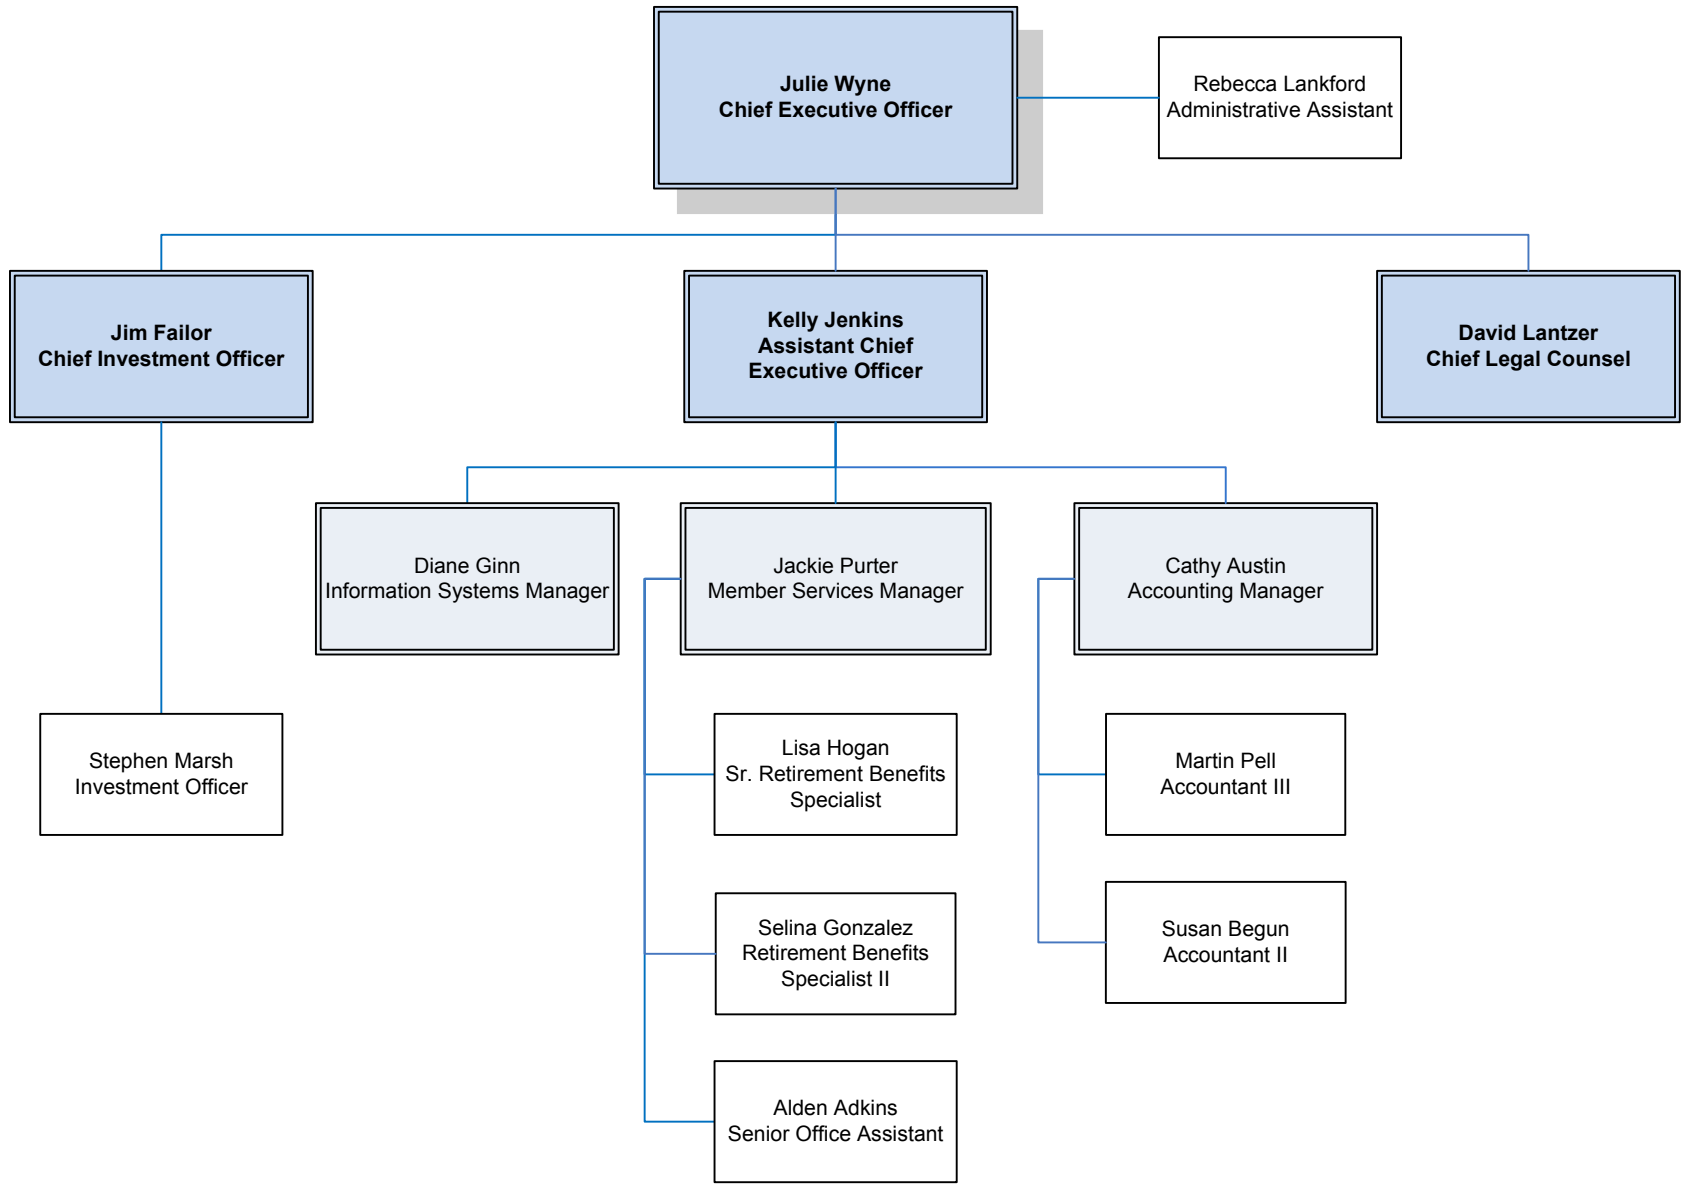 Julie Wyne
Chief Executive Officer
Rebecca Lankford
Administrative Assistant
Jim Failor
Chief Investment Officer
Kelly Jenkins
Assistant Chief
Executive Officer
David Lantzer
Chief Legal Counsel
Diane Ginn
Information Systems Manager
Jackie Purter
Member Services Manager
Cathy Austin
Accounting Manager
Stephen Marsh
Investment Officer
Lisa Hogan
Sr. Retirement Benefits
Specialist
Martin Pell
Accountant III
Selina Gonzalez
Retirement Benefits
Specialist II
Susan Begun
Accountant II
Alden Adkins
Senior Office Assistant